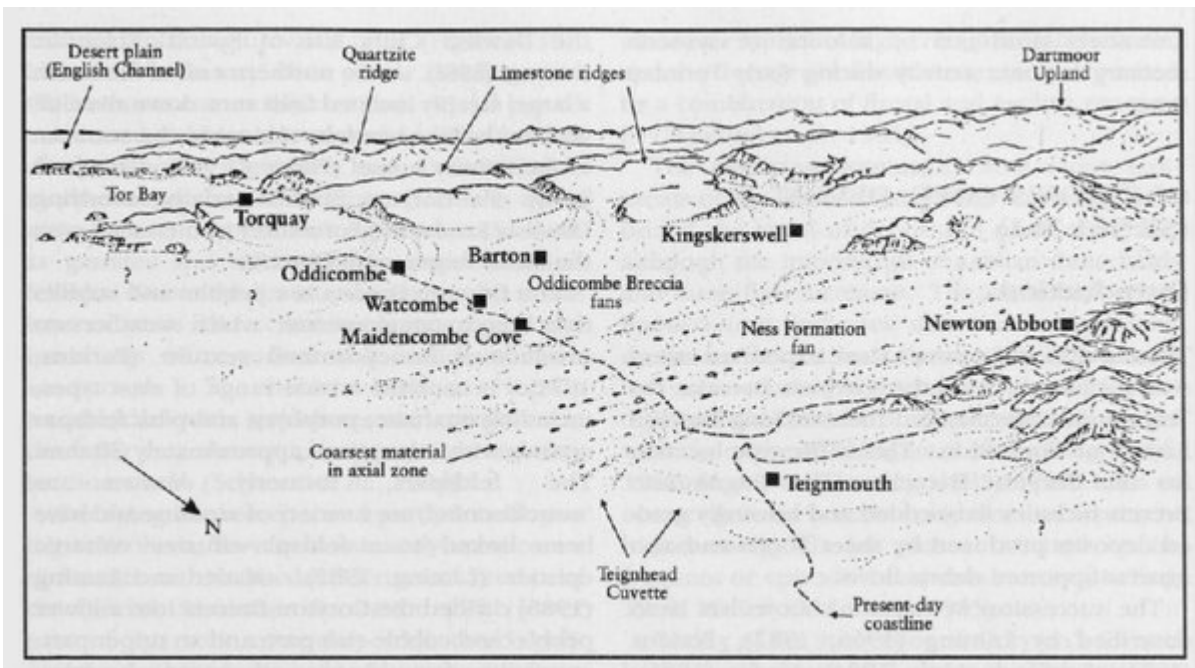 Desert plain
(English Channel)
Quartzite
ridge
Limestone ridges
Dartmoor
Upland
Tor Bay
Torquay
Kingskerswell
Oddicombe
Barton
Oddicombe Breccia
fans
Watcombe
Maidencombe Cove
Ness Formation
fan
Newton Abbot
?
Coarsest material
in axial zone
Teignmouth
?
N
Teignhead
Cuvette
Present-day
coastline